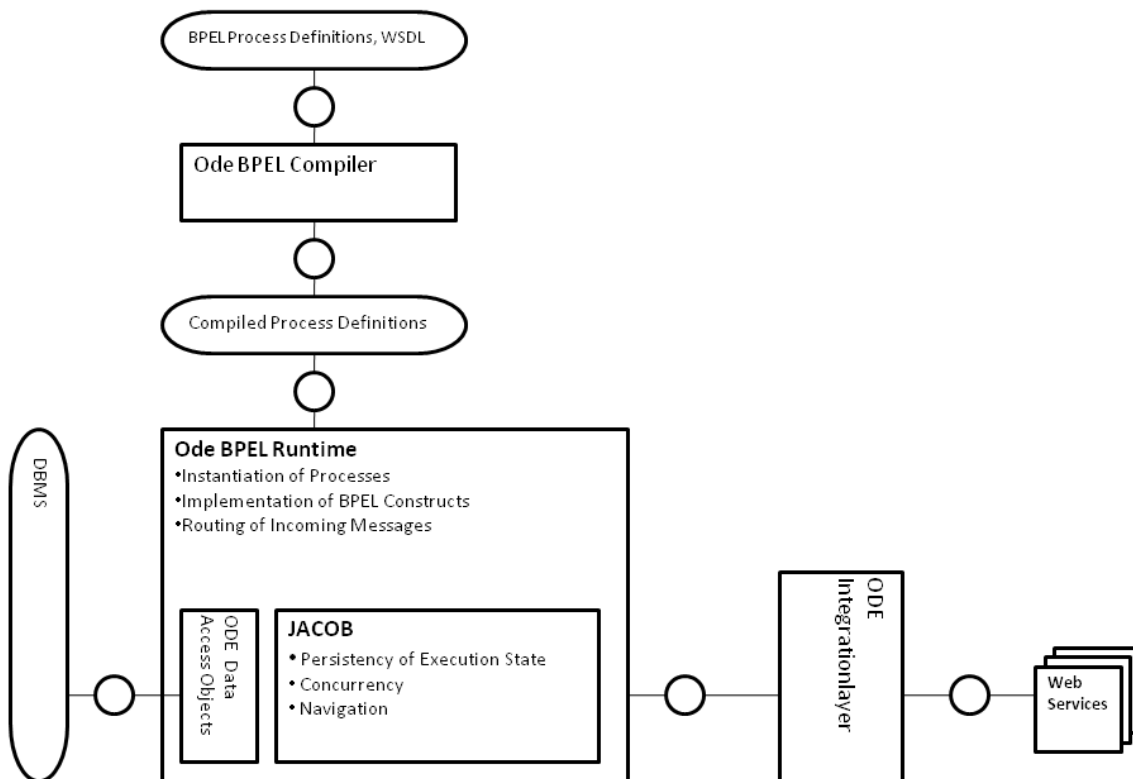 BPEL Process Definitions, WSDL
Ode BPEL Compiler
Compiled Process Definitions
DBMS
Ode BPEL Runtime
•Instantiation of Processes
•Implementation of BPEL Constructs
•Routing of Incoming Messages
ODE Data
Access Objects
JACOB
• Persistency of Execution State
• Concurrency
• Navigation
ODE
Integrationlayer
Web
Services